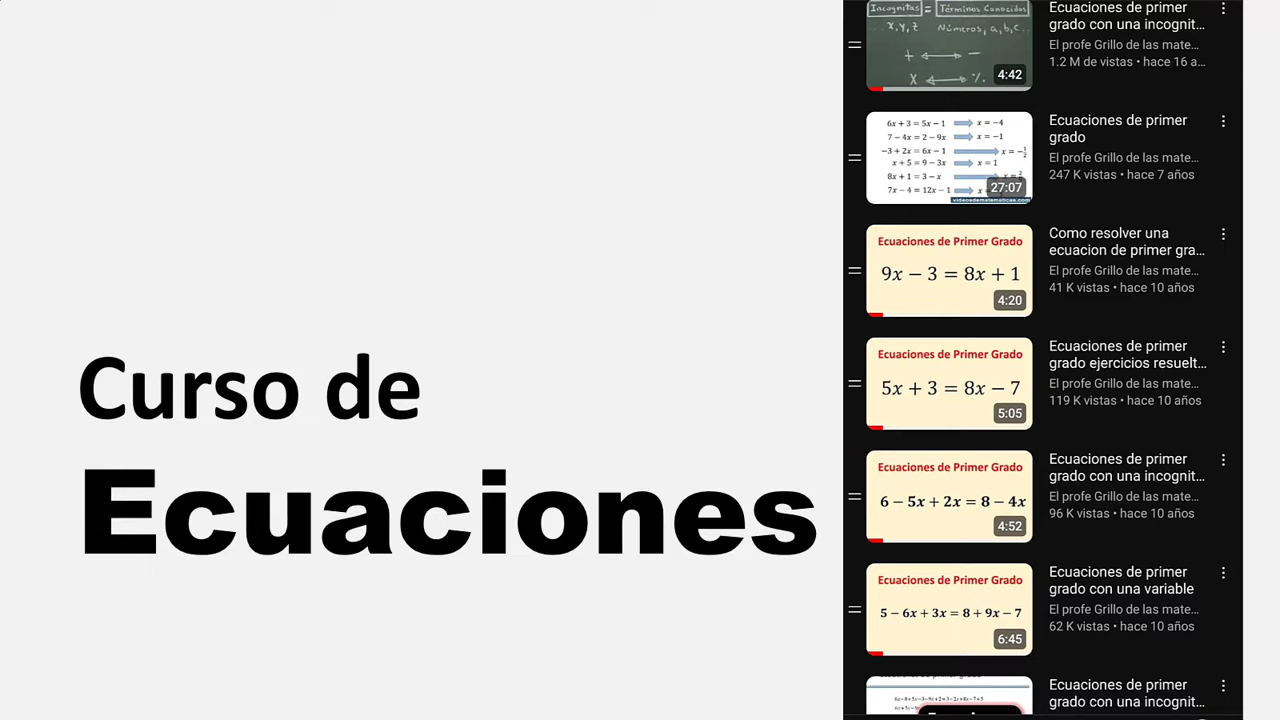 Curso de
Ecuaciones
Incognitas = Términos Conocidos
x, y, z Números, a, b, c...
+ ⟷ −
X ⟷ %
4:42
Ecuaciones de primer
grado con una incognit...
El profe Grillo de las mate...
1.2 M de vistas • hace 16 a...
6x + 3 = 5x − 1 x = −4
7 − 4x = 2 − 9x x = −1
−3 + 2x = 6x − 1 x = −1/2
x + 5 = 9 − 3x x = 1
8x + 1 = 3 − x
7x − 4 = 12x − 1
27:07
videosdematematicas.com
Ecuaciones de primer
grado
El profe Grillo de las mate...
247 K vistas • hace 7 años
Ecuaciones de Primer Grado
9x − 3 = 8x + 1
4:20
Como resolver una
ecuacion de primer gra...
El profe Grillo de las mate...
41 K vistas • hace 10 años
Ecuaciones de Primer Grado
5x + 3 = 8x − 7
5:05
Ecuaciones de primer
grado ejercicios resuelt...
El profe Grillo de las mate...
119 K vistas • hace 10 años
Ecuaciones de Primer Grado
6 − 5x + 2x = 8 − 4x
4:52
Ecuaciones de primer
grado con una incognit...
El profe Grillo de las mate...
96 K vistas • hace 10 años
Ecuaciones de Primer Grado
5 − 6x + 3x = 8 + 9x − 7
6:45
Ecuaciones de primer
grado con una variable
El profe Grillo de las mate...
62 K vistas • hace 10 años
Ecuaciones de primer
grado con una incognit...